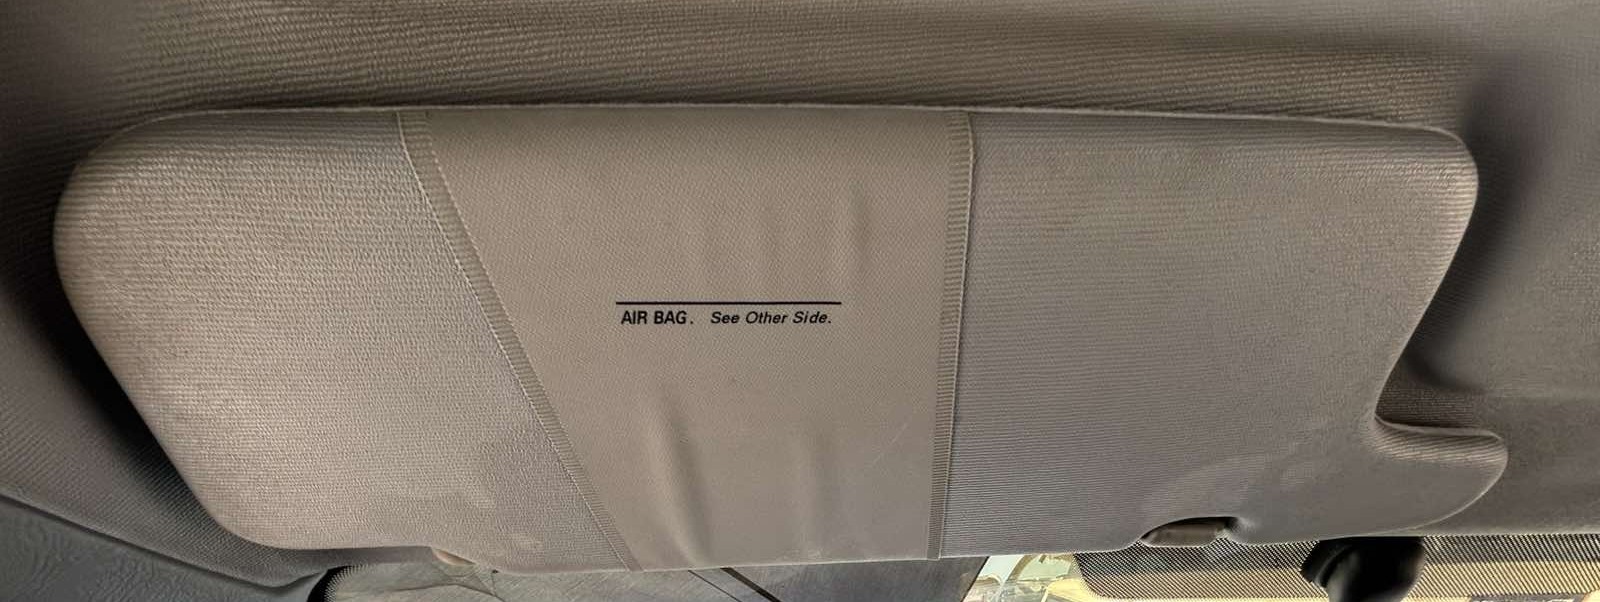 AIR BAG. See Other Side.